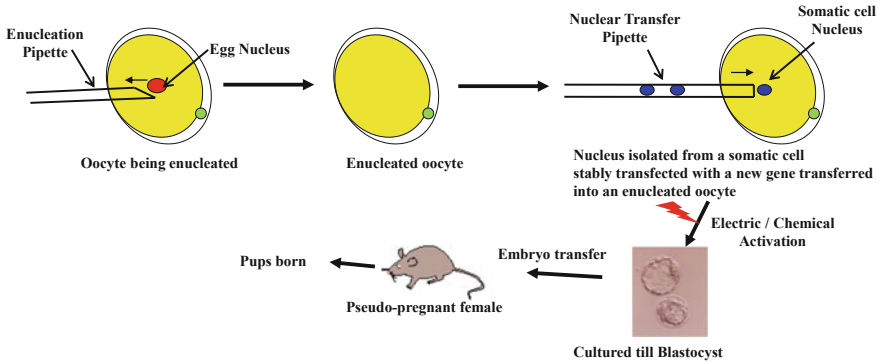 Enucleation
Pipette
Egg Nucleus
Oocyte being enucleated
Enucleated oocyte
Nuclear Transfer
Pipette
Somatic cell
Nucleus
Nucleus isolated from a somatic cell
stably transfected with a new gene transferred
into an enucleated oocyte
Electric / Chemical
Activation
Cultured till Blastocyst
Embryo transfer
Pseudo-pregnant female
Pups born